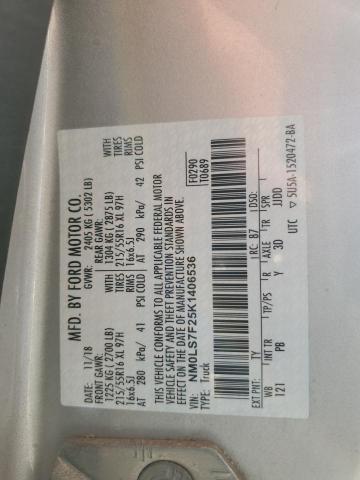 MFD. BY FORD MOTOR CO.
DATE: 11/18 GVWR: 2405 KG ( 5302 LB)
FRONT GAWR: REAR GAWR:
1225 KG ( 2700 LB) WITH 1304 KG ( 2875 LB) WITH
215/55R16 XL 97H TIRES 215/55R16 XL 97H TIRES
16x6.5J RIMS 16x6.5J RIMS
AT 280 kPa/ 41 PSI COLD AT 290 kPa/ 42 PSI COLD
THIS VEHICLE CONFORMS TO ALL APPLICABLE FEDERAL MOTOR
VEHICLE SAFETY AND THEFT PREVENTION STANDARDS IN
EFFECT ON THE DATE OF MANUFACTURE SHOWN ABOVE.
F0290
T0689
VIN: NM0LS7F25K1406536
TYPE: Truck
EXT PNT: TY RC: B7 DSO:
WB INT TR TP/PS R AXLE TR SPR
121 PB Y 3D JJDD
UTC ▽ 5U5A-1520472-BA